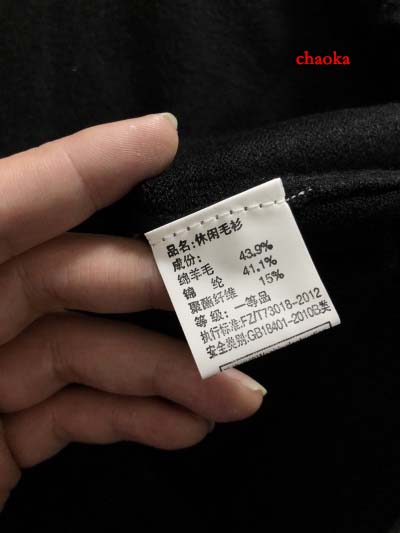 chaoka
品名:休闲毛衫
成份:
绵羊毛 43.9%
锦 纶 41.1%
聚酯纤维 15%
等 级: 一等品
执行标准:FZ/T73018-2012
安全类别:GB18401-2010B类